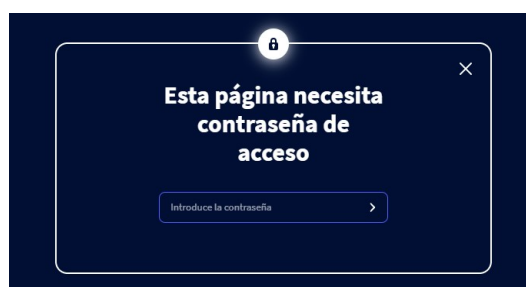 Esta página necesita
contraseña de
acceso
Introduce la contraseña